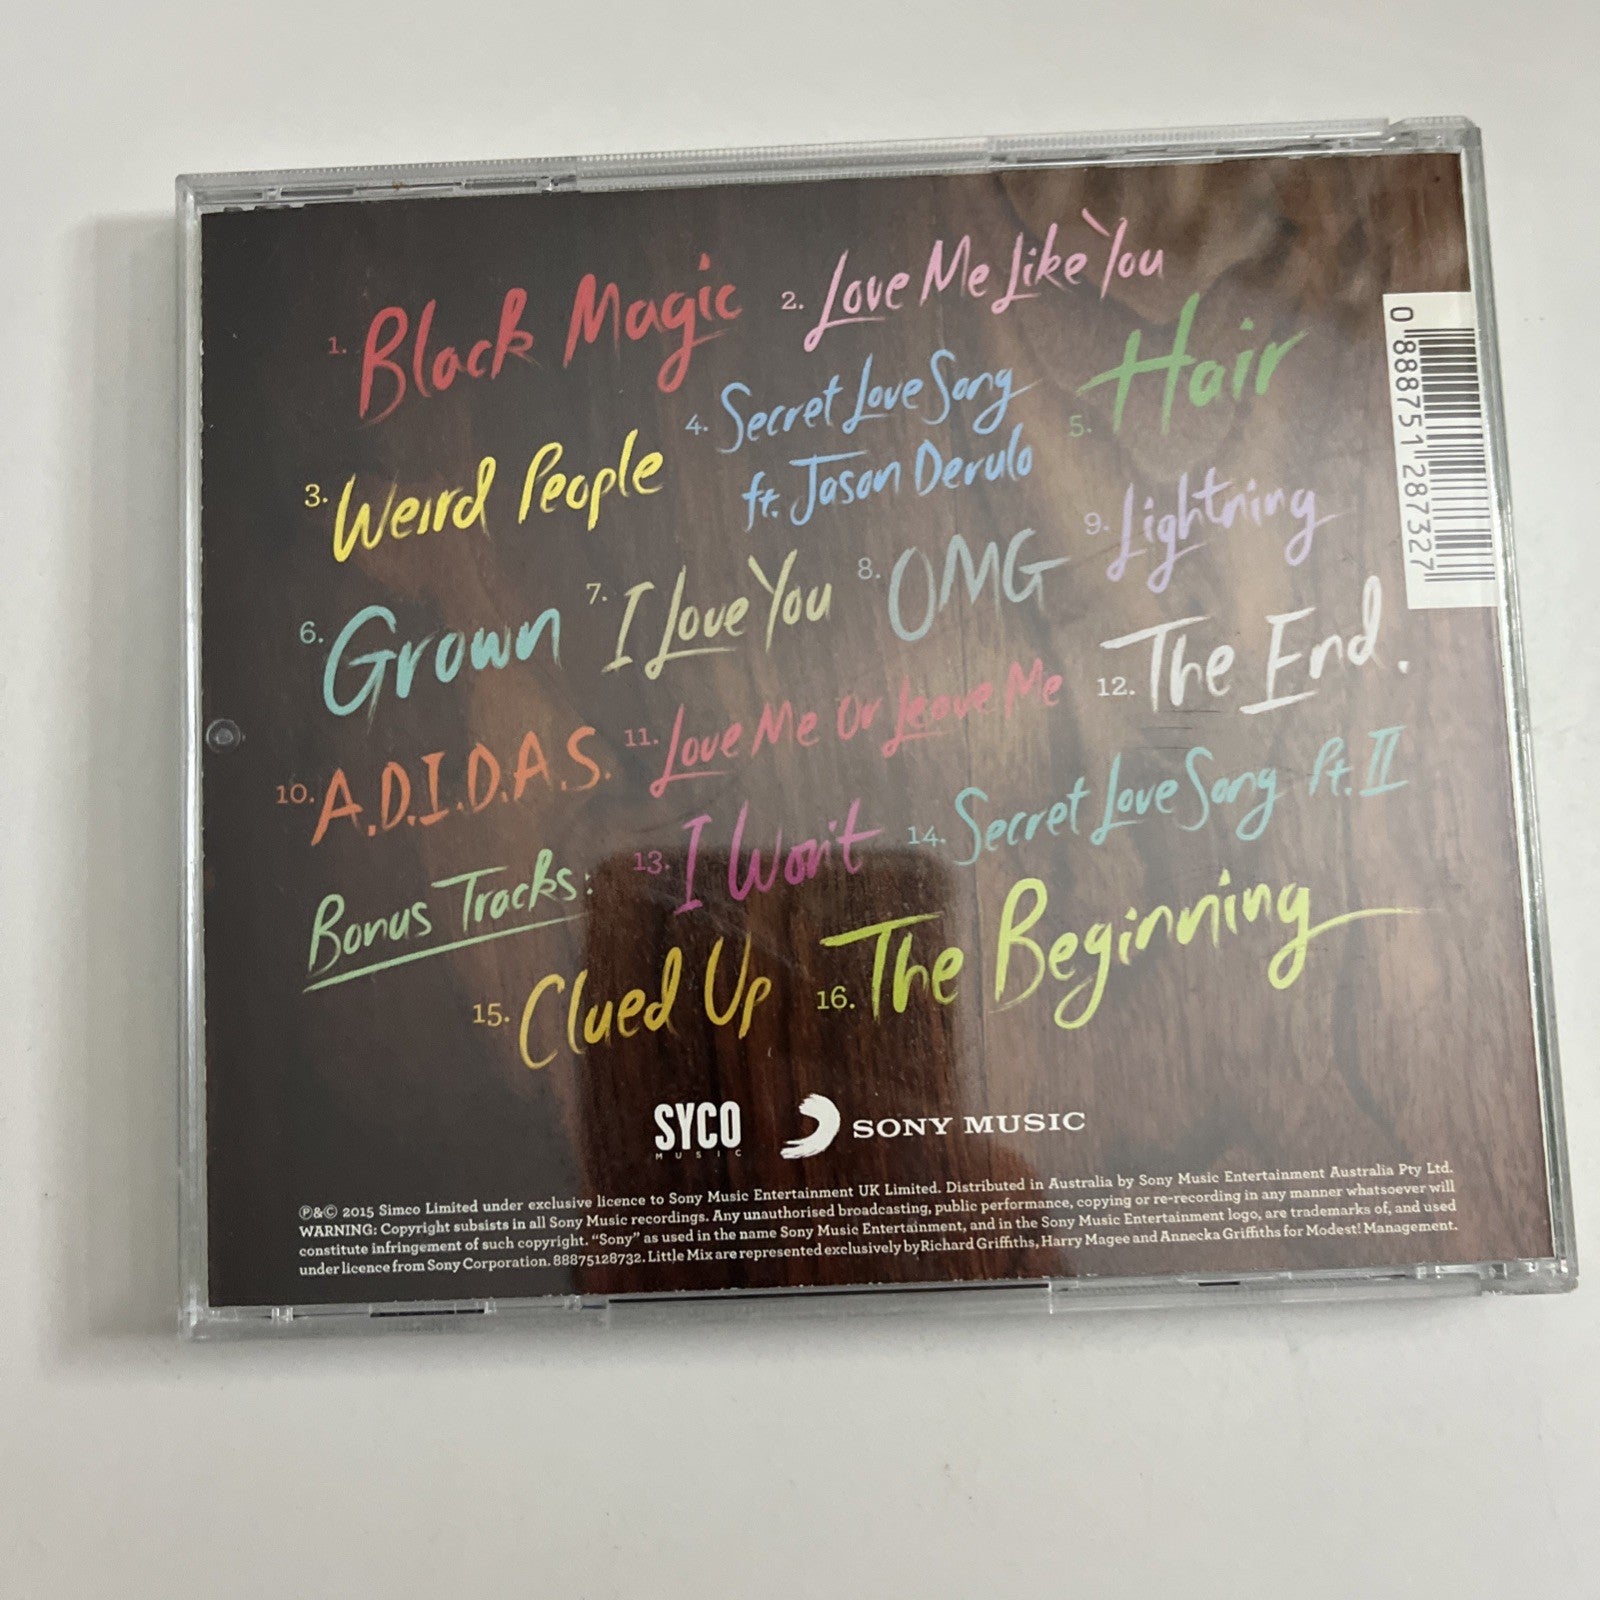 1. Black Magic
2. Love Me Like You
3. Weird People
4. Secret Love Song
ft. Jason Derulo
5. Hair
6. Grown
7. I Love You
8. OMG
9. Lightning
10. A.D.I.D.A.S.
11. Love Me Or Leave Me
12. The End.
Bonus Tracks:
13. I Won't
14. Secret Love Song Pt. II
15. Clued Up
16. The Beginning
0 88875 12873 2 7
SYCO
MUSIC
SONY MUSIC
℗&© 2015 Simco Limited under exclusive licence to Sony Music Entertainment UK Limited. Distributed in Australia by Sony Music Entertainment Australia Pty Ltd.
WARNING: Copyright subsists in all Sony Music recordings. Any unauthorised broadcasting, public performance, copying or re-recording in any manner whatsoever will
constitute infringement of such copyright. "Sony" as used in the name Sony Music Entertainment, and in the Sony Music Entertainment logo, are trademarks of, and used
under licence from Sony Corporation. 88875128732. Little Mix are represented exclusively by Richard Griffiths, Harry Magee and Annecka Griffiths for Modest! Management.